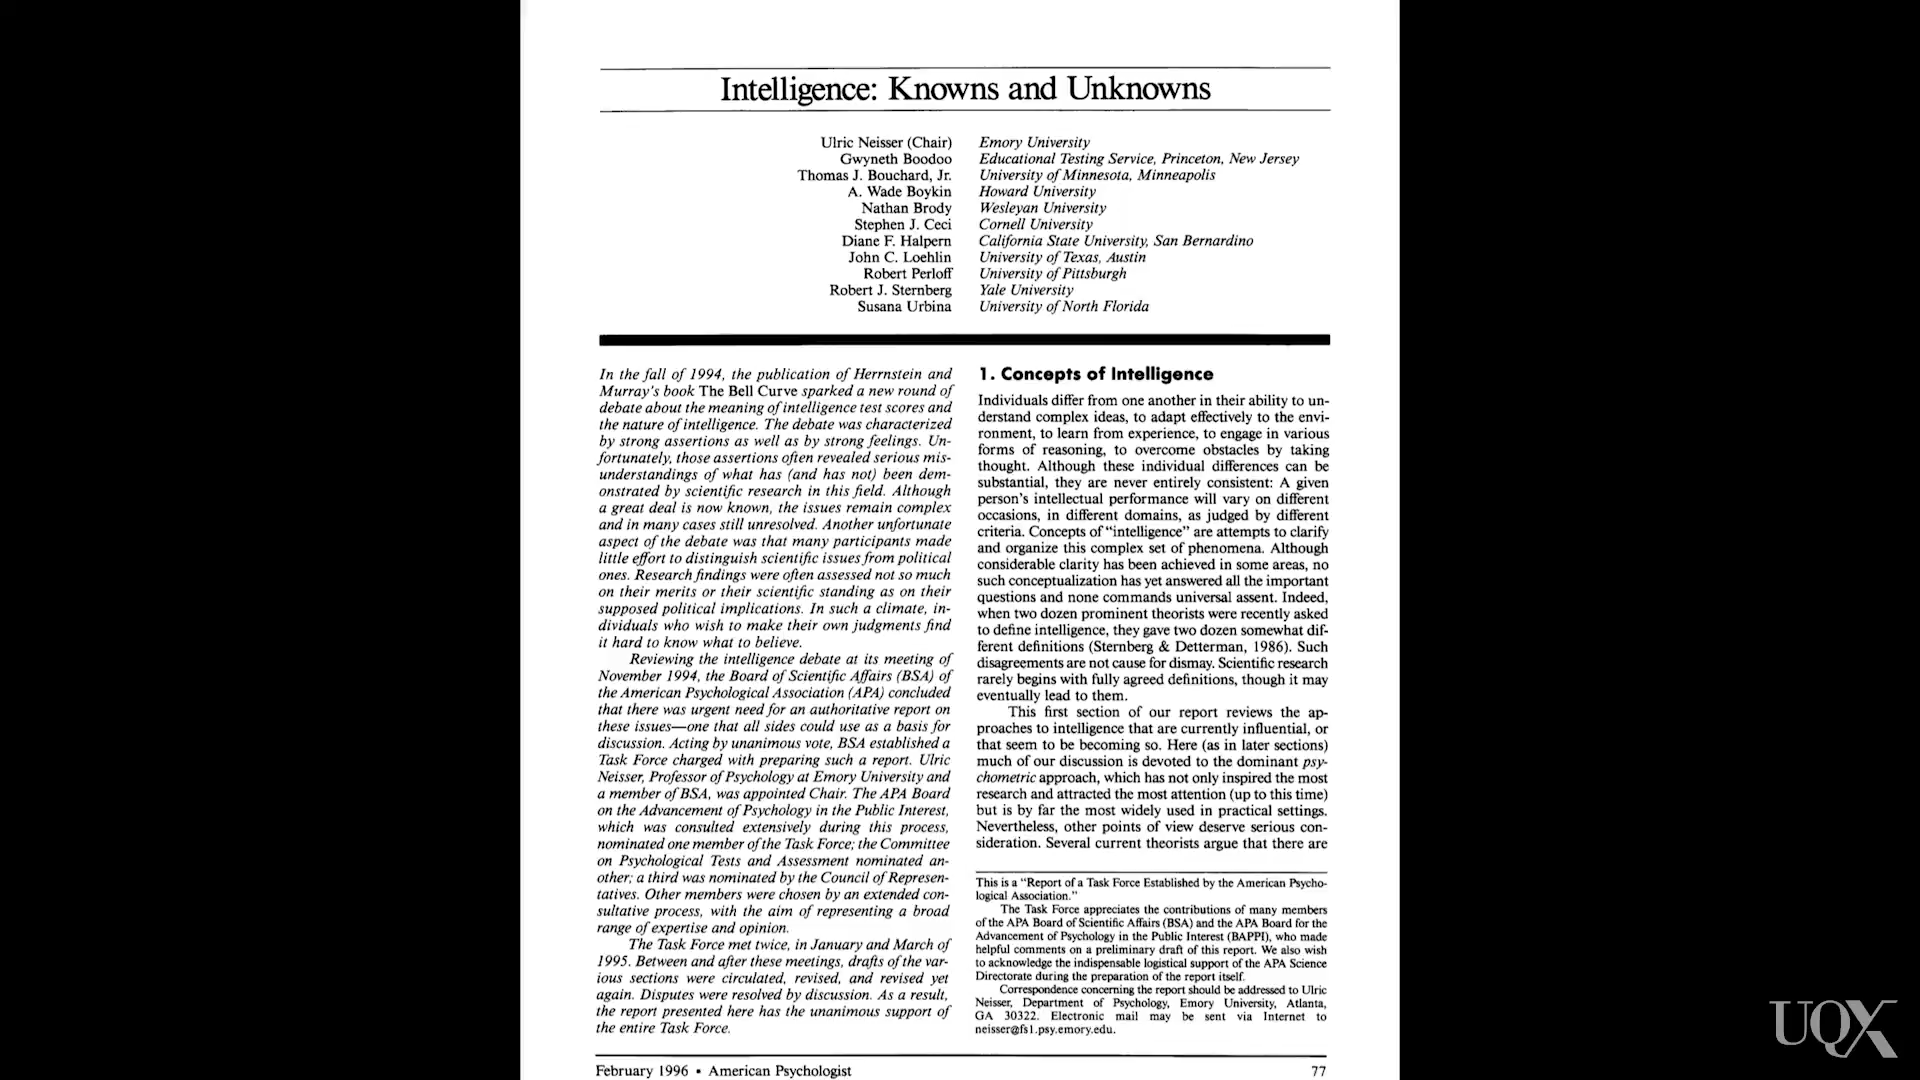 Intelligence: Knowns and Unknowns
Ulric Neisser (Chair) Emory University
Gwyneth Boodoo Educational Testing Service, Princeton, New Jersey
Thomas J. Bouchard, Jr. University of Minnesota, Minneapolis
A. Wade Boykin Howard University
Nathan Brody Wesleyan University
Stephen J. Ceci Cornell University
Diane F. Halpern California State University, San Bernardino
John C. Loehlin University of Texas, Austin
Robert Perloff University of Pittsburgh
Robert J. Sternberg Yale University
Susana Urbina University of North Florida
In the fall of 1994, the publication of Herrnstein and
Murray's book The Bell Curve sparked a new round of
debate about the meaning of intelligence test scores and
the nature of intelligence. The debate was characterized
by strong assertions as well as by strong feelings. Un-
fortunately, those assertions often revealed serious mis-
understandings of what has (and has not) been dem-
onstrated by scientific research in this field. Although
a great deal is now known, the issues remain complex
and in many cases still unresolved. Another unfortunate
aspect of the debate was that many participants made
little effort to distinguish scientific issues from political
ones. Research findings were often assessed not so much
on their merits or their scientific standing as on their
supposed political implications. In such a climate, in-
dividuals who wish to make their own judgments find
it hard to know what to believe.
Reviewing the intelligence debate at its meeting of
November 1994, the Board of Scientific Affairs (BSA) of
the American Psychological Association (APA) concluded
that there was urgent need for an authoritative report on
these issues—one that all sides could use as a basis for
discussion. Acting by unanimous vote, BSA established a
Task Force charged with preparing such a report. Ulric
Neisser, Professor of Psychology at Emory University and
a member of BSA, was appointed Chair. The APA Board
on the Advancement of Psychology in the Public Interest,
which was consulted extensively during this process,
nominated one member of the Task Force; the Committee
on Psychological Tests and Assessment nominated an-
other; a third was nominated by the Council of Represen-
tatives. Other members were chosen by an extended con-
sultative process, with the aim of representing a broad
range of expertise and opinion.
The Task Force met twice, in January and March of
1995. Between and after these meetings, drafts of the var-
ious sections were circulated, revised, and revised yet
again. Disputes were resolved by discussion. As a result,
the report presented here has the unanimous support of
the entire Task Force.
1. Concepts of Intelligence
Individuals differ from one another in their ability to un-
derstand complex ideas, to adapt effectively to the envi-
ronment, to learn from experience, to engage in various
forms of reasoning, to overcome obstacles by taking
thought. Although these individual differences can be
substantial, they are never entirely consistent: A given
person's intellectual performance will vary on different
occasions, in different domains, as judged by different
criteria. Concepts of "intelligence" are attempts to clarify
and organize this complex set of phenomena. Although
considerable clarity has been achieved in some areas, no
such conceptualization has yet answered all the important
questions and none commands universal assent. Indeed,
when two dozen prominent theorists were recently asked
to define intelligence, they gave two dozen somewhat dif-
ferent definitions (Sternberg & Detterman, 1986). Such
disagreements are not cause for dismay. Scientific research
rarely begins with fully agreed definitions, though it may
eventually lead to them.
This first section of our report reviews the ap-
proaches to intelligence that are currently influential, or
that seem to be becoming so. Here (as in later sections)
much of our discussion is devoted to the dominant psy-
chometric approach, which has not only inspired the most
research and attracted the most attention (up to this time)
but is by far the most widely used in practical settings.
Nevertheless, other points of view deserve serious con-
sideration. Several current theorists argue that there are
This is a "Report of a Task Force Established by the American Psycho-
logical Association."
The Task Force appreciates the contributions of many members
of the APA Board of Scientific Affairs (BSA) and the APA Board for the
Advancement of Psychology in the Public Interest (BAPPI), who made
helpful comments on a preliminary draft of this report. We also wish
to acknowledge the indispensable logistical support of the APA Science
Directorate during the preparation of the report itself.
Correspondence concerning the report should be addressed to Ulric
Neisser, Department of Psychology, Emory University, Atlanta,
GA 30322. Electronic mail may be sent via Internet to
neisser@fs1.psy.emory.edu.
February 1996 • American Psychologist 77
UQX